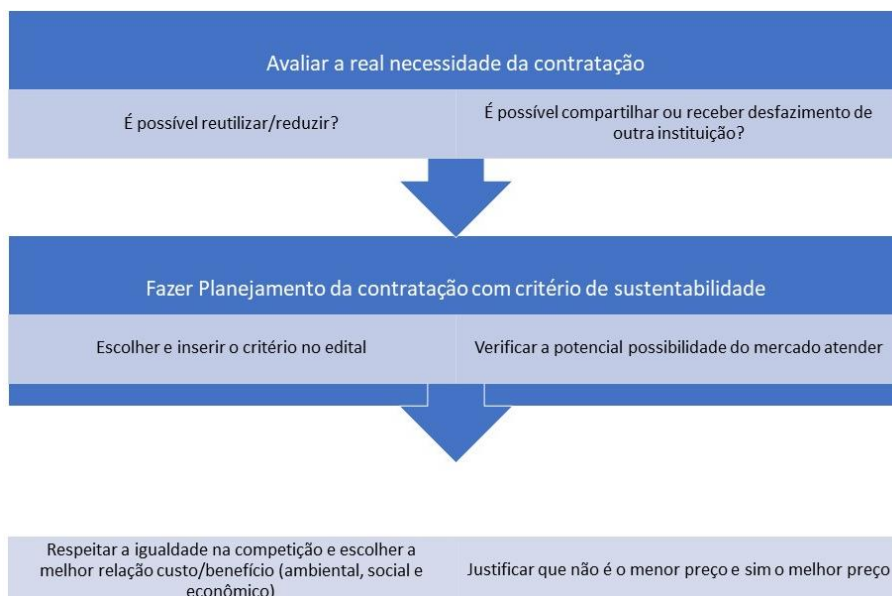 Avaliar a real necessidade da contratação
É possível reutilizar/reduzir?
É possível compartilhar ou receber desfazimento de
outra instituição?
Fazer Planejamento da contratação com critério de sustentabilidade
Escolher e inserir o critério no edital
Verificar a potencial possibilidade do mercado atender
Respeitar a igualdade na competição e escolher a
melhor relação custo/benefício (ambiental, social e
econômico)
Justificar que não é o menor preço e sim o melhor preço